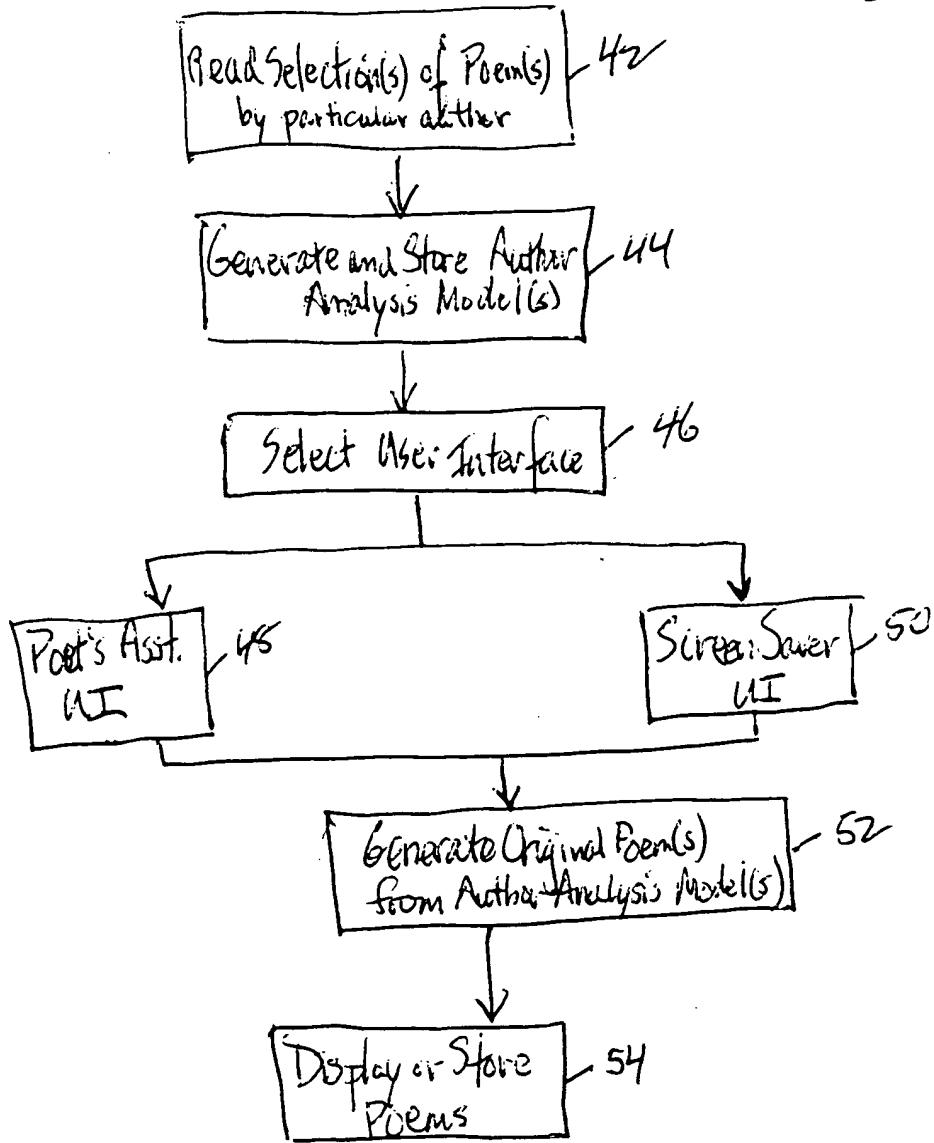 Read Selection(s) of Poem(s)
by particular author
42
Generate and Store Author
Analysis Model(s)
44
Select User Interface
46
Poet's Asst.
UI
48
Screen Saver
UI
50
Generate Original Poem(s)
from Author Analysis Model(s)
52
Display or Store
Poems
54